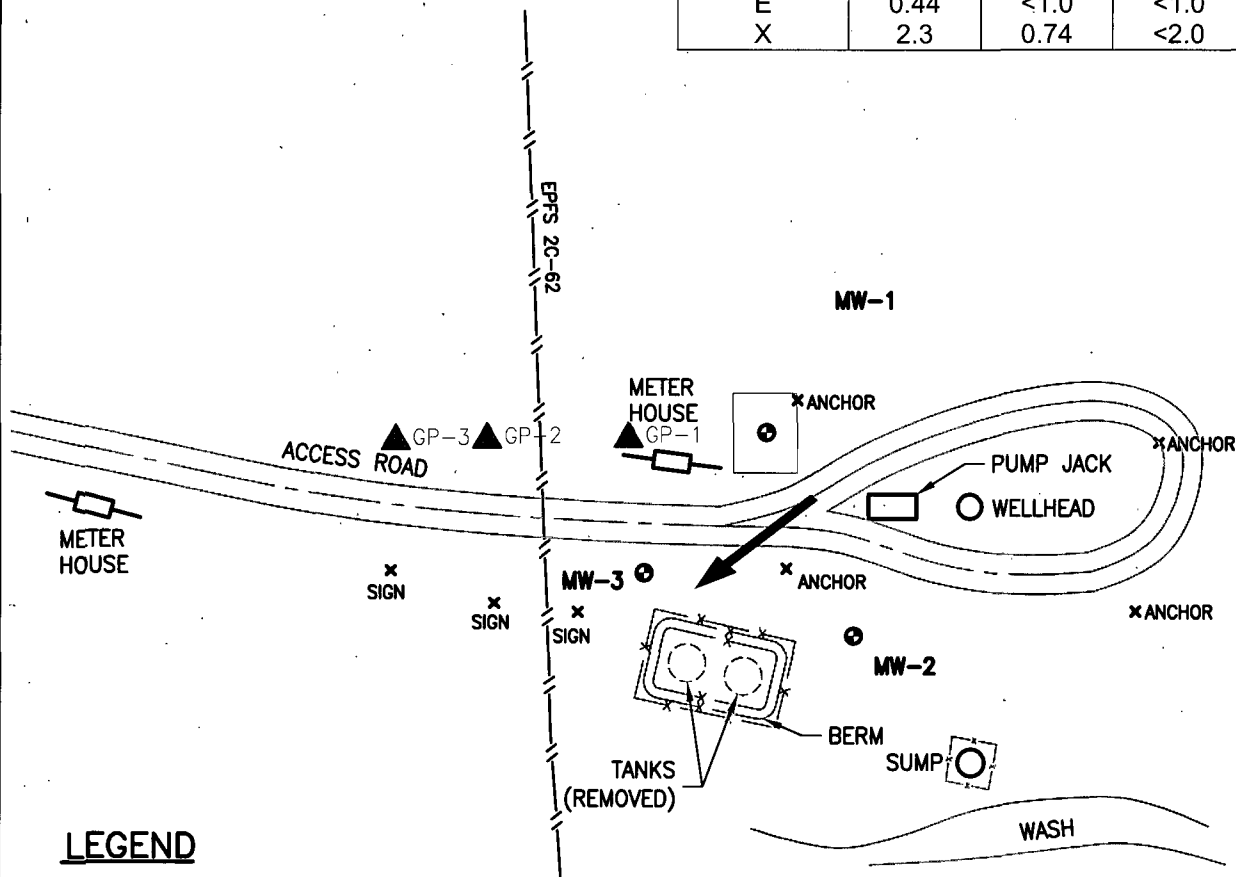 E 0.44 <1.0 <1.0
X 2.3 0.74 <2.0
EPFS 2C-62
MW-1
METER
HOUSE
ANCHOR
GP-3
GP-2
GP-1
ANCHOR
ACCESS ROAD
PUMP JACK
WELLHEAD
METER
HOUSE
SIGN
SIGN
SIGN
MW-3
ANCHOR
ANCHOR
MW-2
BERM
SUMP
TANKS
(REMOVED)
WASH
LEGEND